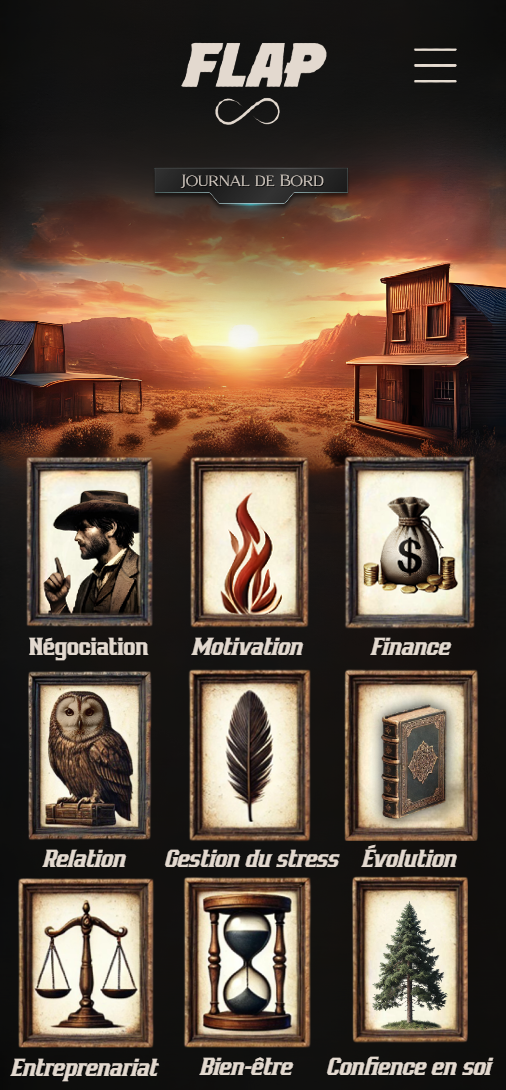 FLAP
Journal de Bord
Négociation
Motivation
Finance
$
Relation
Gestion du stress
Évolution
Entreprenariat
Bien-être
Confience en soi